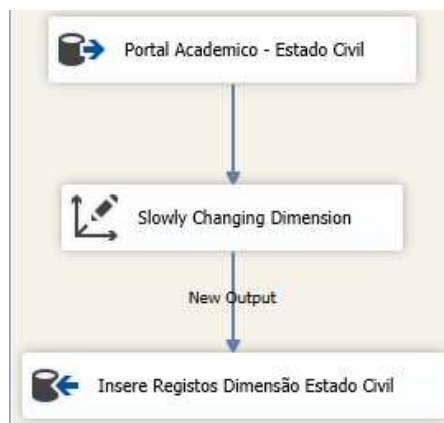 Portal Academico - Estado Civil
Slowly Changing Dimension
New Output
Insere Registos Dimensão Estado Civil